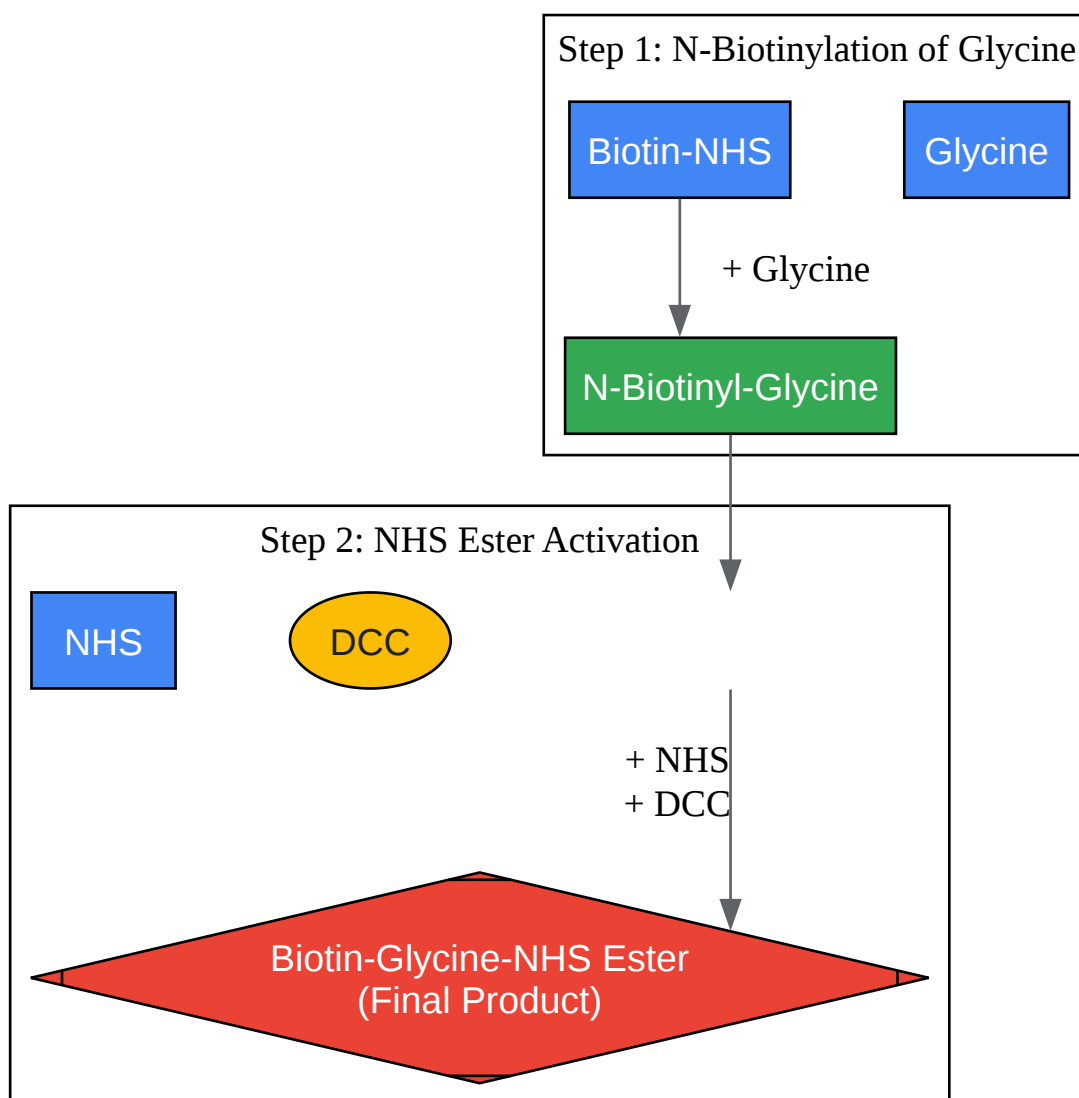 Step 1: N-Biotinylation of Glycine
Biotin-NHS
Glycine
+ Glycine
N-Biotinyl-Glycine
Step 2: NHS Ester Activation
NHS
DCC
+ NHS
+ DCC
Biotin-Glycine-NHS Ester
(Final Product)